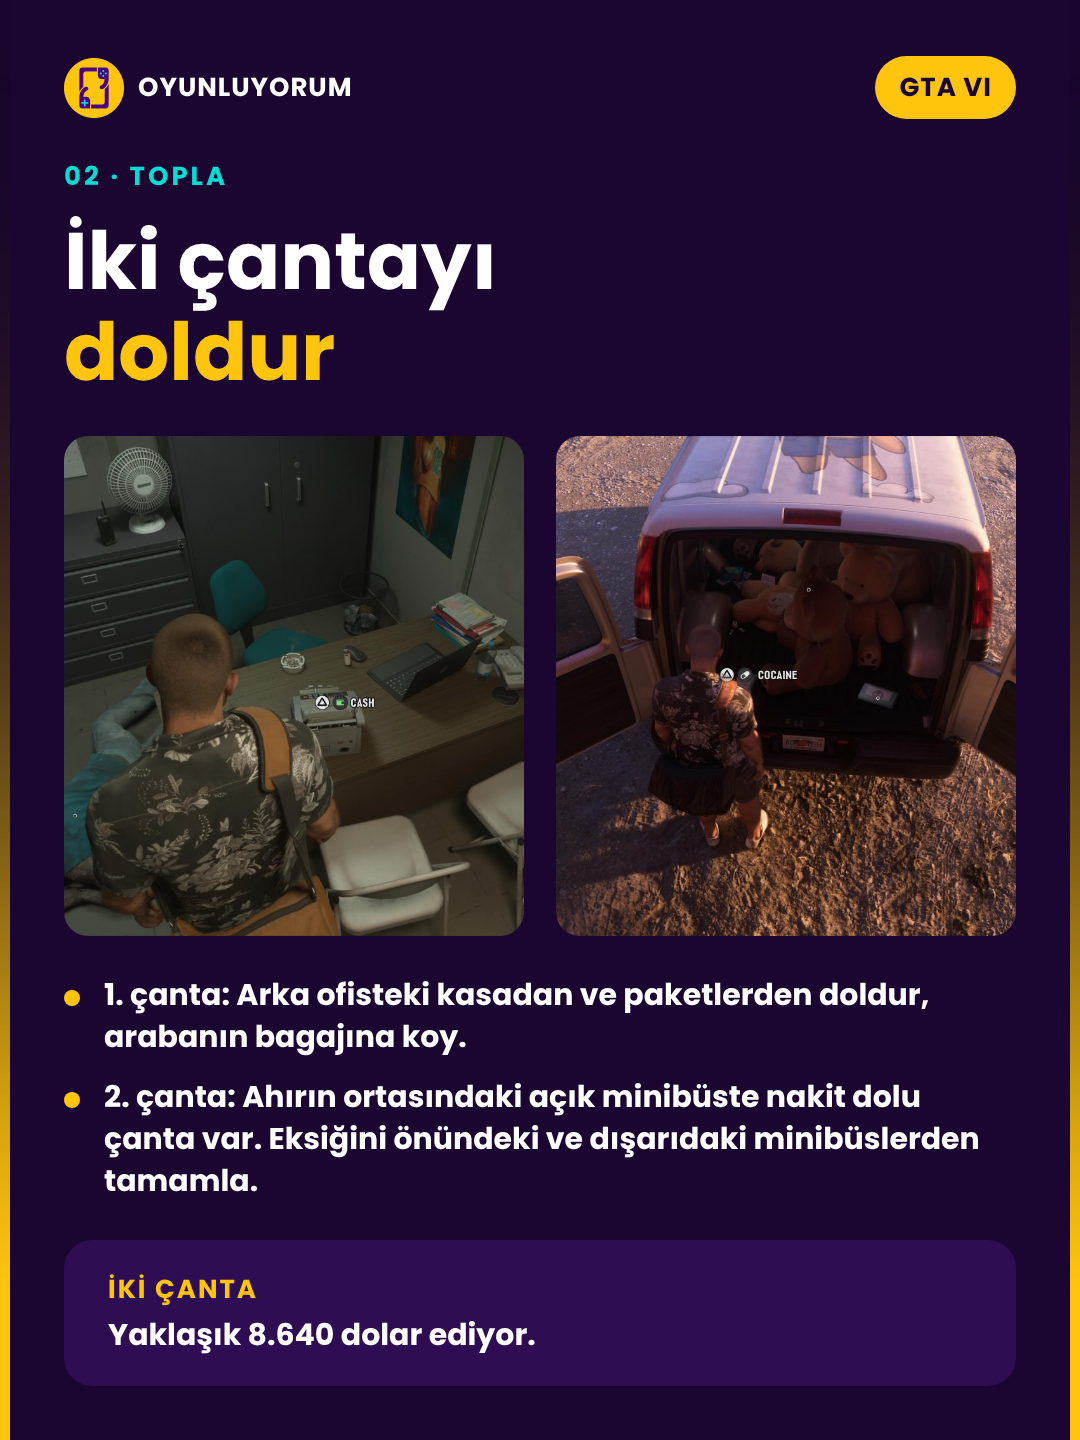 OYUNLUYORUM
GTA VI
02 · TOPLA
İki çantayı
doldur
CASH
COCAINE
1. çanta: Arka ofisteki kasadan ve paketlerden doldur,
arabanın bagajına koy.
2. çanta: Ahırın ortasındaki açık minibüste nakit dolu
çanta var. Eksiğini önündeki ve dışarıdaki minibüslerden
tamamla.
İKİ ÇANTA
Yaklaşık 8.640 dolar ediyor.